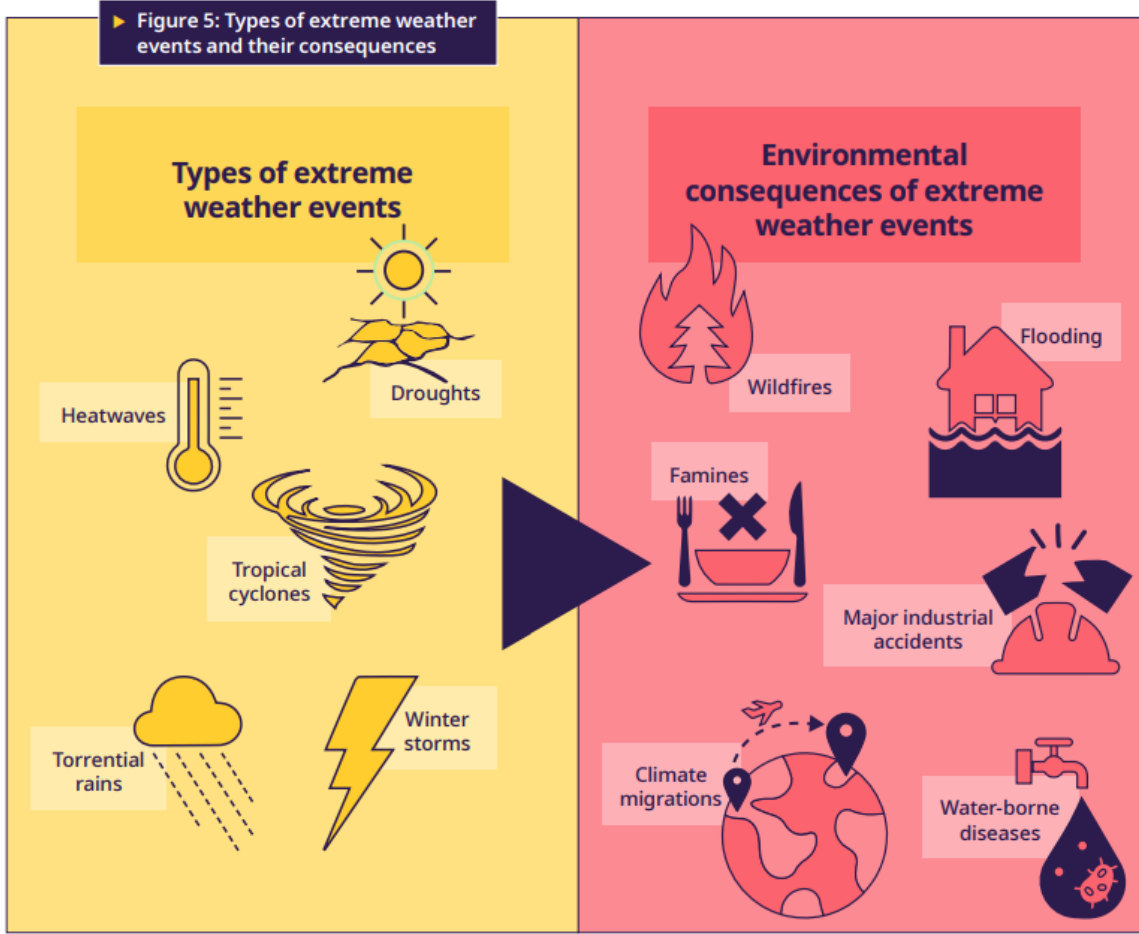 ▶ Figure 5: Types of extreme weather
events and their consequences
Types of extreme
weather events
Droughts
Heatwaves
Tropical
cyclones
Torrential
rains
Winter
storms
Environmental
consequences of extreme
weather events
Wildfires
Flooding
Famines
Major industrial
accidents
Climate
migrations
Water-borne
diseases